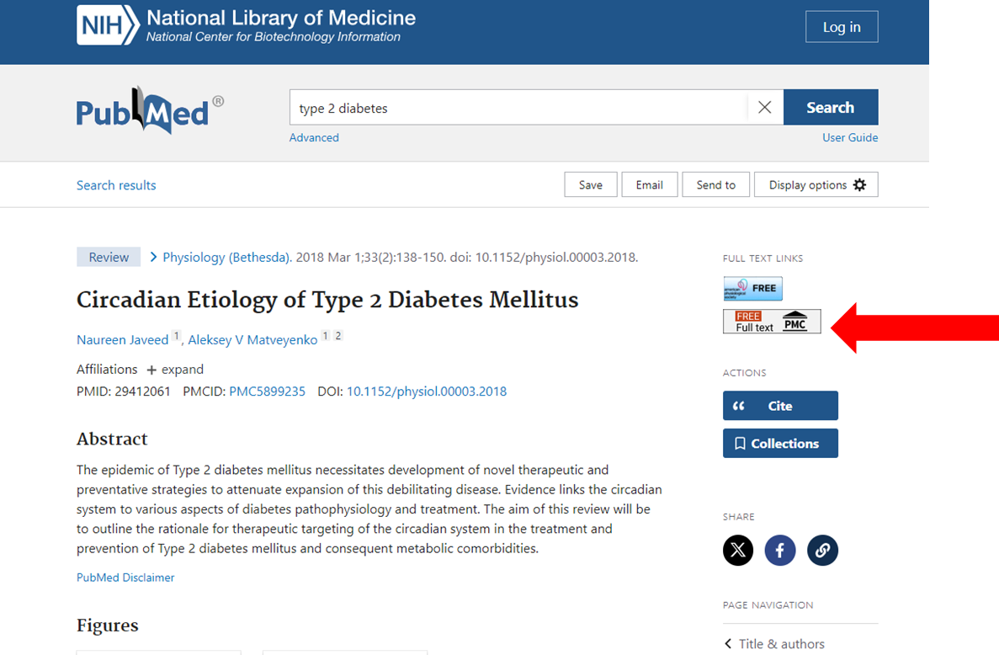 NIH National Library of Medicine
National Center for Biotechnology Information
Log in
PubMed®
type 2 diabetes
Search
Advanced
User Guide
Search results
Save
Email
Send to
Display options
Review
Physiology (Bethesda). 2018 Mar 1;33(2):138-150. doi: 10.1152/physiol.00003.2018.
Circadian Etiology of Type 2 Diabetes Mellitus
Naureen Javeed 1, Aleksey V Matveyenko 1 2
Affiliations + expand
PMID: 29412061 PMCID: PMC5899235 DOI: 10.1152/physiol.00003.2018
Abstract
The epidemic of Type 2 diabetes mellitus necessitates development of novel therapeutic and
preventative strategies to attenuate expansion of this debilitating disease. Evidence links the circadian
system to various aspects of diabetes pathophysiology and treatment. The aim of this review will be
to outline the rationale for therapeutic targeting of the circadian system in the treatment and
prevention of Type 2 diabetes mellitus and consequent metabolic comorbidities.
PubMed Disclaimer
Figures
FULL TEXT LINKS
american
physiological
society
FREE
FREE
Full text
PMC
ACTIONS
Cite
Collections
SHARE
PAGE NAVIGATION
Title & authors